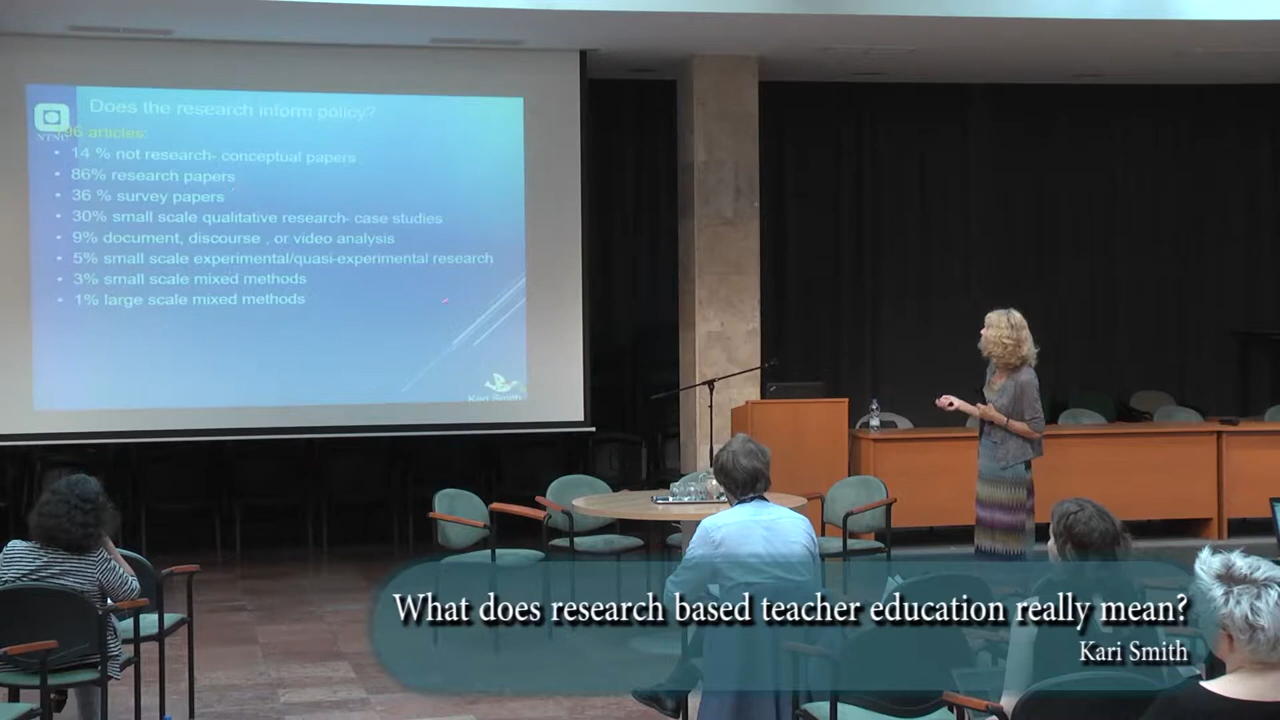 Does the research inform policy?
NTNU
196 articles:
• 14 % not research- conceptual papers
• 86% research papers
• 36 % survey papers
• 30% small scale qualitative research- case studies
• 9% document, discourse , or video analysis
• 5% small scale experimental/quasi-experimental research
• 3% small scale mixed methods
• 1% large scale mixed methods
Kari Smith
What does research based teacher education really mean?
Kari Smith